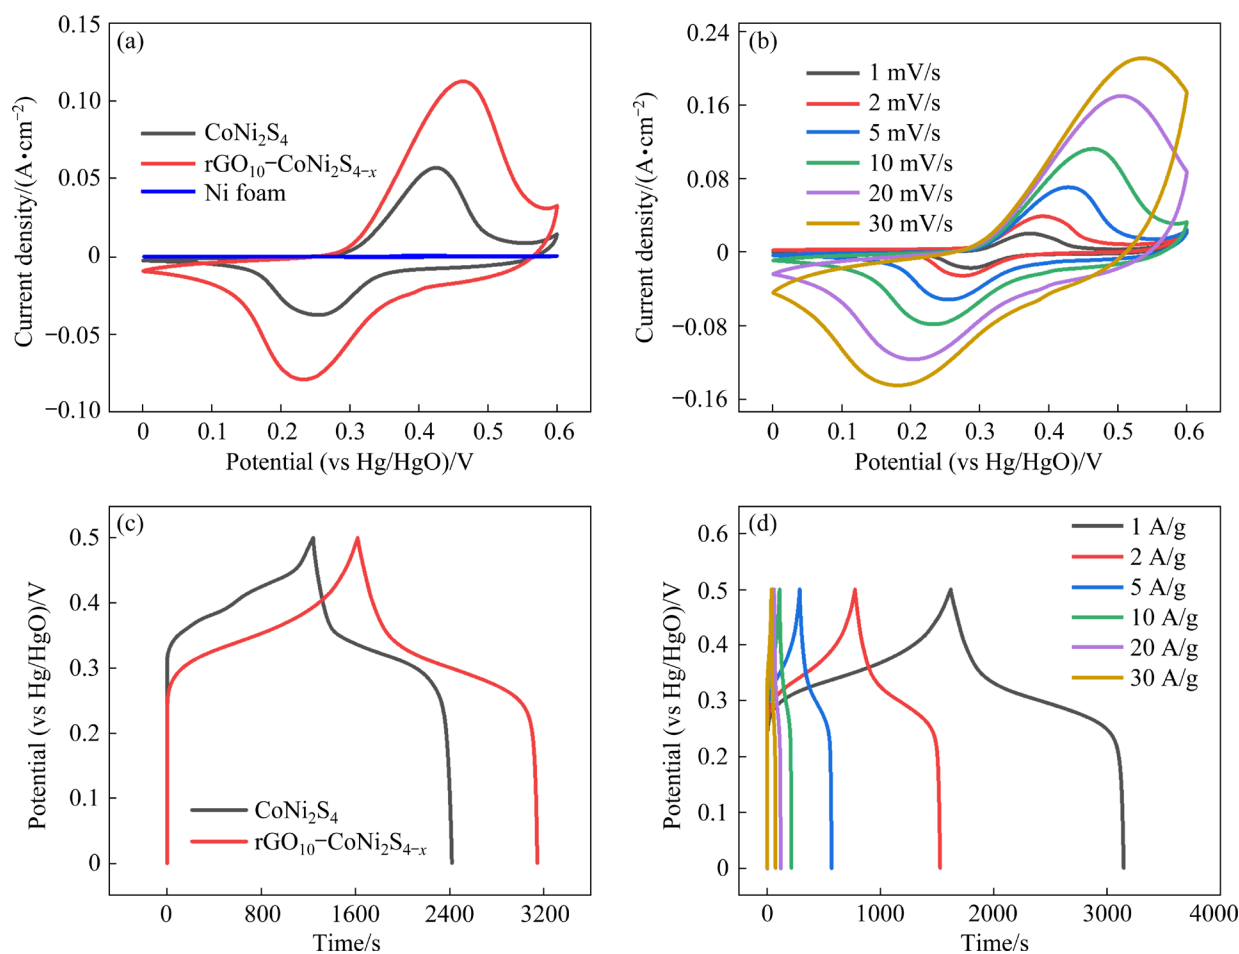 (a)
0.15
0.10
0.05
0
−0.05
−0.10
Current density/(A•cm⁻²)
CoNi₂S₄
rGO₁₀−CoNi₂S₄₋ₓ
Ni foam
0 0.1 0.2 0.3 0.4 0.5 0.6
Potential (vs Hg/HgO)/V
(b)
0.24
0.16
0.08
0
−0.08
−0.16
Current density/(A•cm⁻²)
1 mV/s
2 mV/s
5 mV/s
10 mV/s
20 mV/s
30 mV/s
0 0.1 0.2 0.3 0.4 0.5 0.6
Potential (vs Hg/HgO)/V
(c)
0.5
0.4
0.3
0.2
0.1
0
Potential (vs Hg/HgO)/V
CoNi₂S₄
rGO₁₀−CoNi₂S₄₋ₓ
0 800 1600 2400 3200
Time/s
(d)
0.6
0.5
0.4
0.3
0.2
0.1
0
Potential (vs Hg/HgO)/V
1 A/g
2 A/g
5 A/g
10 A/g
20 A/g
30 A/g
0 1000 2000 3000 4000
Time/s